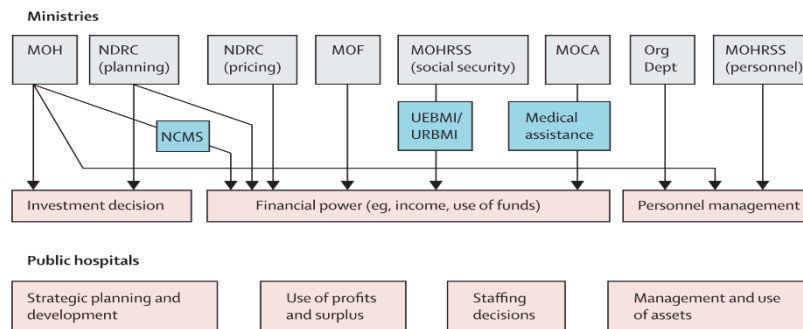 Ministries
MOH
NDRC
(planning)
NDRC
(pricing)
MOF
MOHRSS
(social security)
MOCA
Org
Dept
MOHRSS
(personnel)
NCMS
UEBMI/
URBMI
Medical
assistance
Investment decision
Financial power (eg, income, use of funds)
Personnel management
Public hospitals
Strategic planning and
development
Use of profits
and surplus
Staffing
decisions
Management and use
of assets